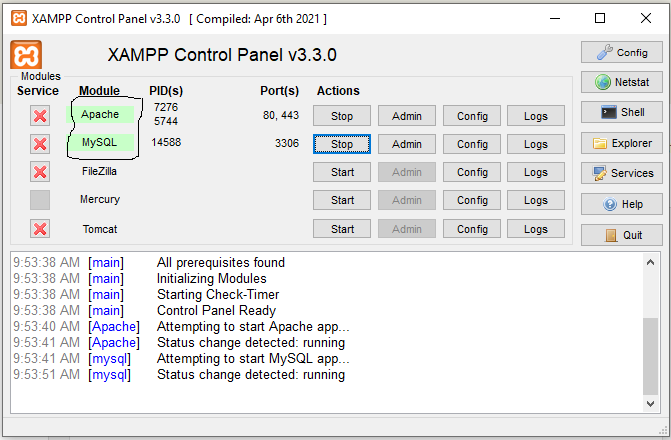 XAMPP Control Panel v3.3.0 [ Compiled: Apr 6th 2021 ]
XAMPP Control Panel v3.3.0
Config
Modules
Service Module PID(s) Port(s) Actions
Netstat
Apache 7276 5744 80, 443 Stop Admin Config Logs
Shell
MySQL 14588 3306 Stop Admin Config Logs
Explorer
FileZilla Start Admin Config Logs
Services
Mercury Start Admin Config Logs
Help
Tomcat Start Admin Config Logs
Quit
9:53:38 AM [main] All prerequisites found
9:53:38 AM [main] Initializing Modules
9:53:38 AM [main] Starting Check-Timer
9:53:38 AM [main] Control Panel Ready
9:53:40 AM [Apache] Attempting to start Apache app...
9:53:41 AM [Apache] Status change detected: running
9:53:41 AM [mysql] Attempting to start MySQL app...
9:53:51 AM [mysql] Status change detected: running